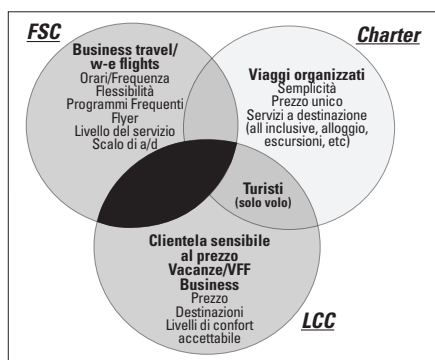 FSC
Charter
Business travel/
w-e flights
Orari/Frequenza
Flessibilità
Programmi Frequenti
Flyer
Livello del servizio
Scalo di a/d
Viaggi organizzati
Semplicità
Prezzo unico
Servizi a destinazione
(all inclusive, alloggio,
escursioni, etc)
Turisti
(solo volo)
Clientela sensibile
al prezzo
Vacanze/VFF
Business
Prezzo
Destinazioni
Livelli di confort
accettabile
LCC